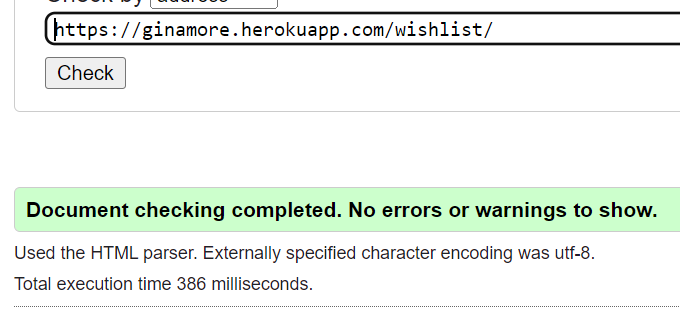 Check by address
https://ginamore.herokuapp.com/wishlist/
Check
Document checking completed. No errors or warnings to show.
Used the HTML parser. Externally specified character encoding was utf-8.
Total execution time 386 milliseconds.